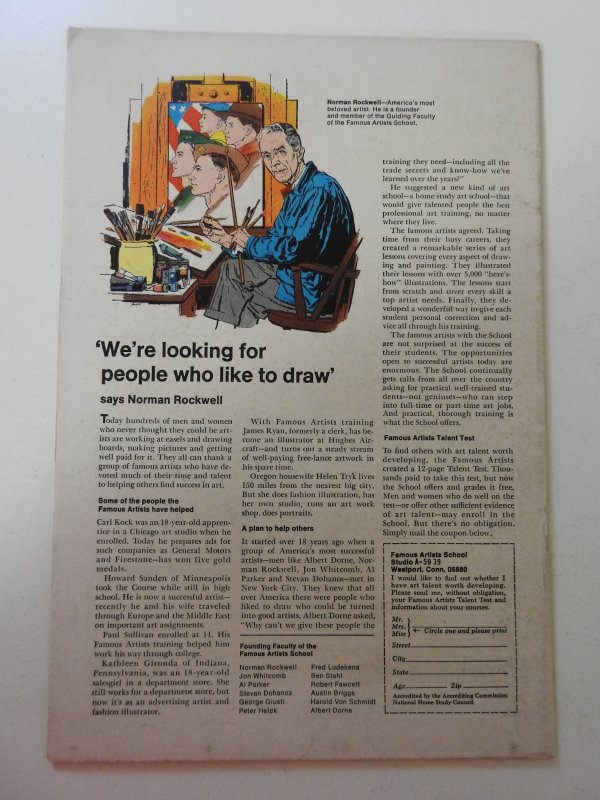 Norman Rockwell—America's most
beloved artist. He is a founder
and member of the Guiding Faculty
of the Famous Artists School.
'We're looking for
people who like to draw'
says Norman Rockwell
Today hundreds of men and women
who never thought they could be art-
ists are working at easels and drawing
boards, making pictures and getting
well paid for it. They all can thank a
group of famous artists who have de-
voted much of their time and talent
to helping others find success in art.
Some of the people the
Famous Artists have helped
Carl Kock was an 18-year-old appren-
tice in a Chicago art studio when he
enrolled. Today he prepares ads for
such companies as General Motors
and Firestone—has won five gold
medals.
Howard Sanden of Minneapolis
took the Course while still in high
school. He is now a successful artist—
recently he and his wife traveled
through Europe and the Middle East
on important art assignments.
Paul Sullivan enrolled at 14. His
Famous Artists training helped him
work his way through college.
Kathleen Gironda of Indiana,
Pennsylvania, was an 18-year-old
salesgirl in a department store. She
still works for a department store, but
now it's as an advertising artist and
fashion illustrator.
With Famous Artists training
James Ryan, formerly a clerk, has be-
come an illustrator at Hughes Air-
craft—and turns out a steady stream
of well-paying free-lance artwork in
his spare time.
Oregon housewife Helen Tryk lives
150 miles from the nearest big city.
But she does fashion illustration, has
her own studio, runs an art work
shop, does portraits.
A plan to help others
It started over 18 years ago when a
group of America's most successful
artists—men like Albert Dorne, Nor-
man Rockwell, Jon Whitcomb, Al
Parker and Stevan Dohanos—met in
New York City. They knew that all
over America there were people who
liked to draw who could be turned
into good artists. Albert Dorne asked,
"Why can't we give these people the
Founding Faculty of the
Famous Artists School
Norman Rockwell
Jon Whitcomb
Al Parker
Stevan Dohanos
George Giusti
Peter Helck
Fred Ludekens
Ben Stahl
Robert Fawcett
Austin Briggs
Harold Von Schmidt
Albert Dorne
training they need—including all the
trade secrets and know-how we've
learned over the years?"
He suggested a new kind of art
school—a home study art school—that
would give talented people the best
professional art training, no matter
where they live.
The famous artists agreed. Taking
time from their busy careers, they
created a remarkable series of art
lessons covering every aspect of draw-
ing and painting. They illustrated
their lessons with over 5,000 "here's-
how" illustrations. The lessons start
from scratch and cover every skill a
top artist needs. Finally, they de-
veloped a wonderful way to give each
student personal correction and ad-
vice all through his training.
The famous artists with the School
are not surprised at the success of
their students. The opportunities
open to successful artists today are
enormous. The School continually
gets calls from all over the country
asking for practical well-trained stu-
dents—not geniuses—who can step
into full-time or part-time art jobs.
And practical, thorough training is
what the School offers.
Famous Artists Talent Test
To find others with art talent worth
developing, the Famous Artists
created a 12-page Talent Test. Thou-
sands paid to take this test, but now
the School offers and grades it free.
Men and women who do well on the
test—or offer other sufficient evidence
of art talent—may enroll in the
School. But there's no obligation.
Simply mail the coupon below.
Famous Artists School
Studio A-5939
Westport, Conn. 06880
I would like to find out whether I
have art talent worth developing.
Please send me, without obligation,
your Famous Artists Talent Test and
information about your courses.
Mr.
Mrs. ← Circle one and please print
Miss
Street
City
State
Age Zip
Accredited by the Accrediting Commission
National Home Study Council